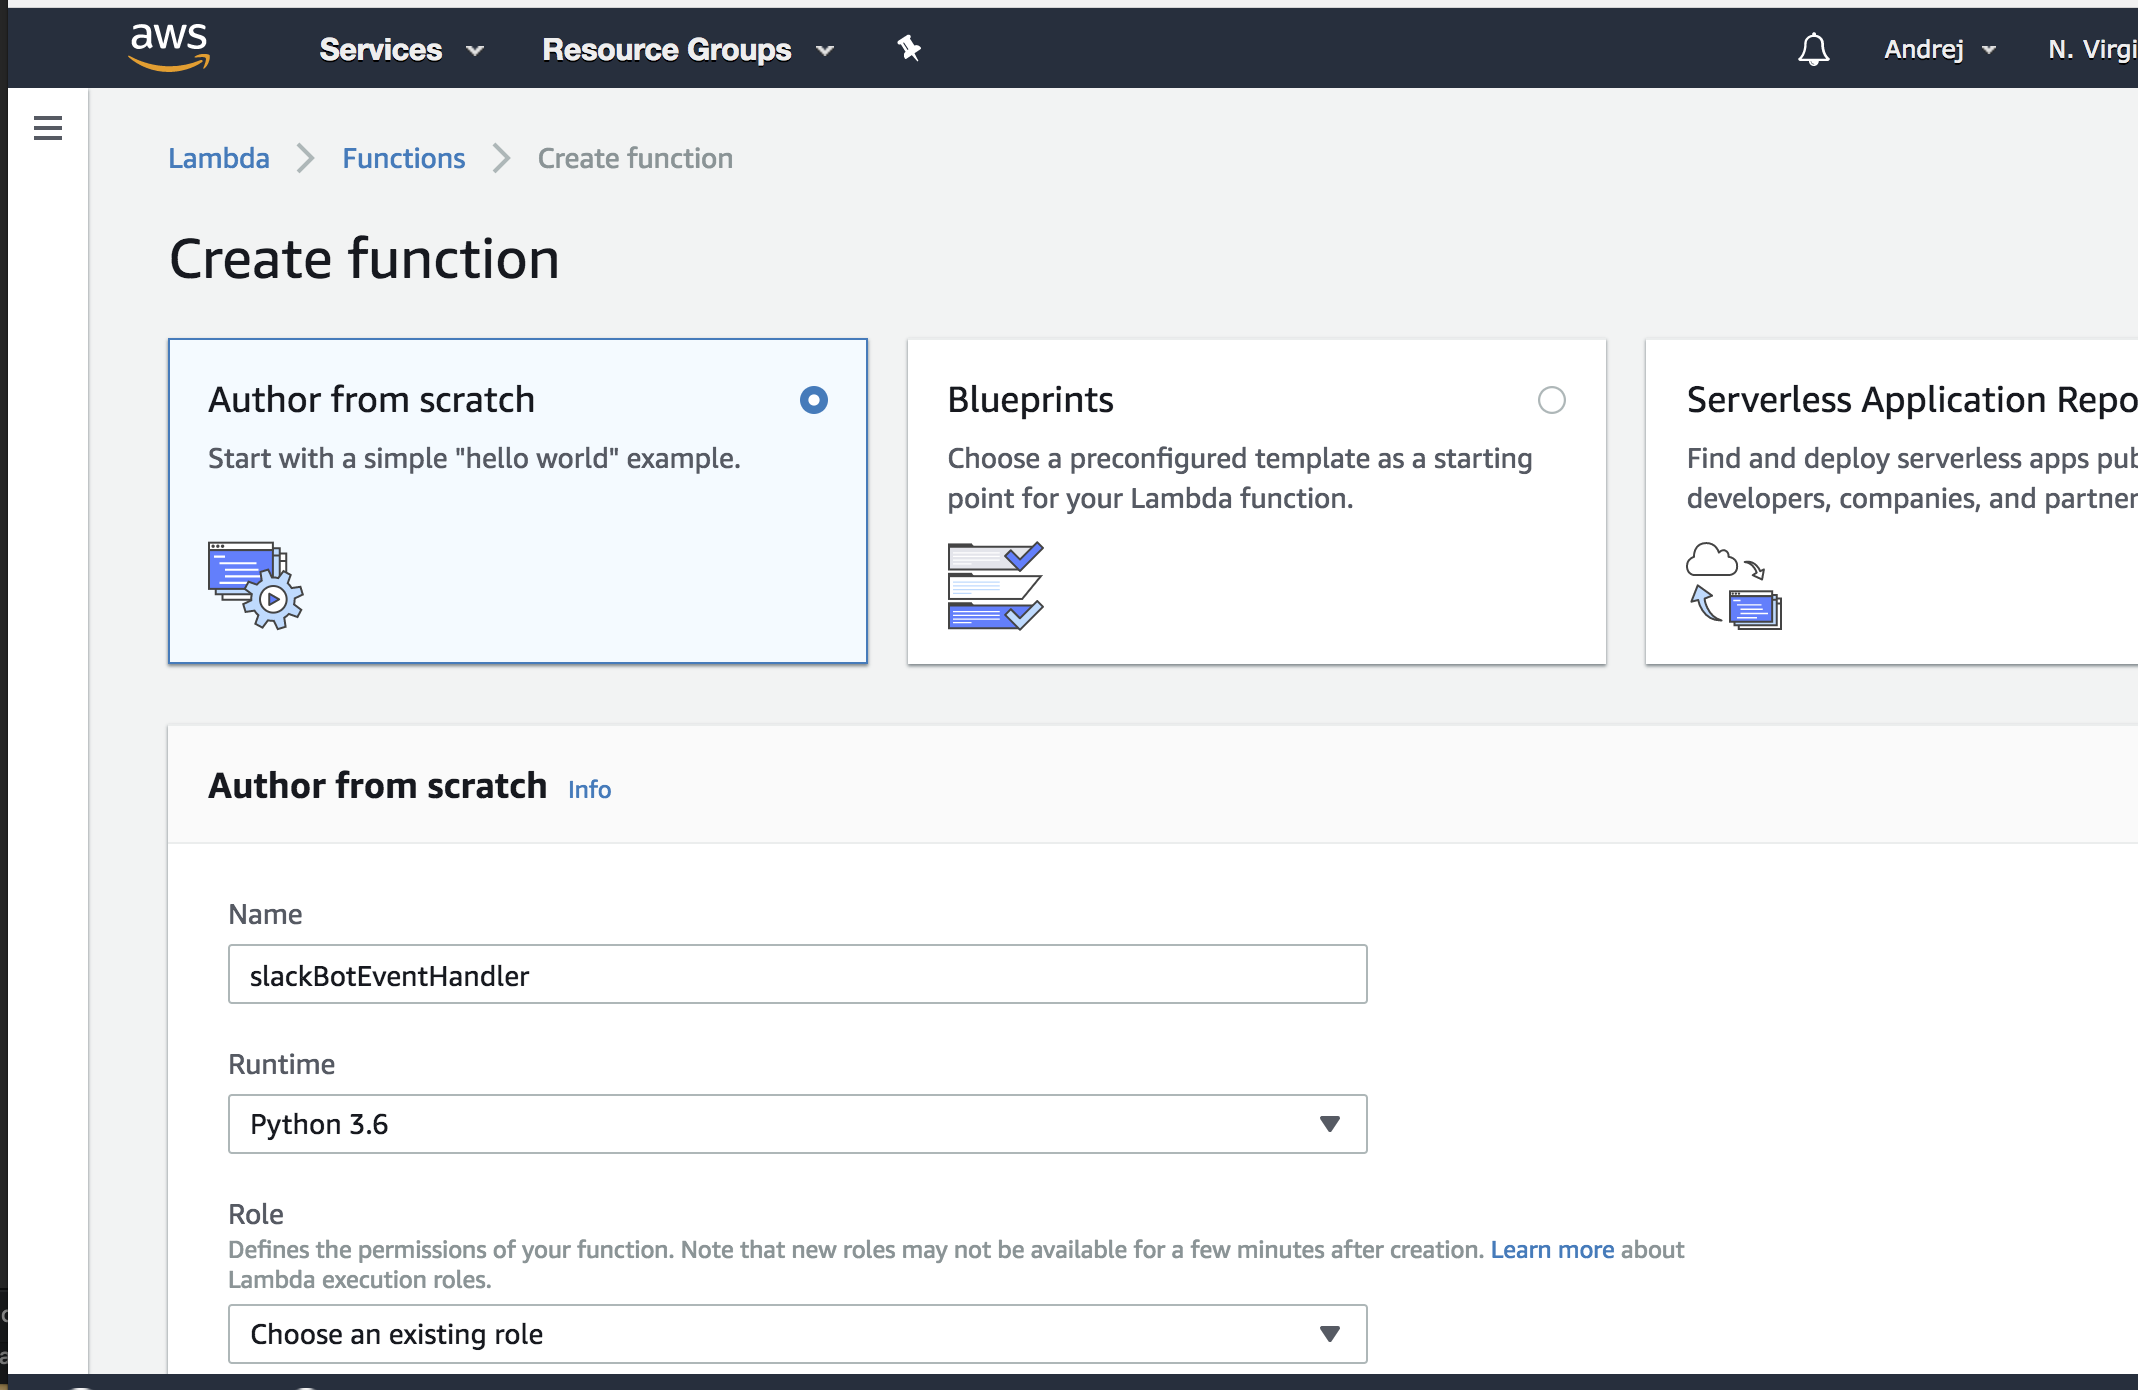 aws Services Resource Groups Andrej N. Virgi
Lambda Functions Create function
Create function
Author from scratch
Start with a simple "hello world" example.
Blueprints
Choose a preconfigured template as a starting
point for your Lambda function.
Serverless Application Repo
Find and deploy serverless apps pub
developers, companies, and partner
Author from scratch Info
Name
slackBotEventHandler
Runtime
Python 3.6
Role
Defines the permissions of your function. Note that new roles may not be available for a few minutes after creation. Learn more about
Lambda execution roles.
Choose an existing role